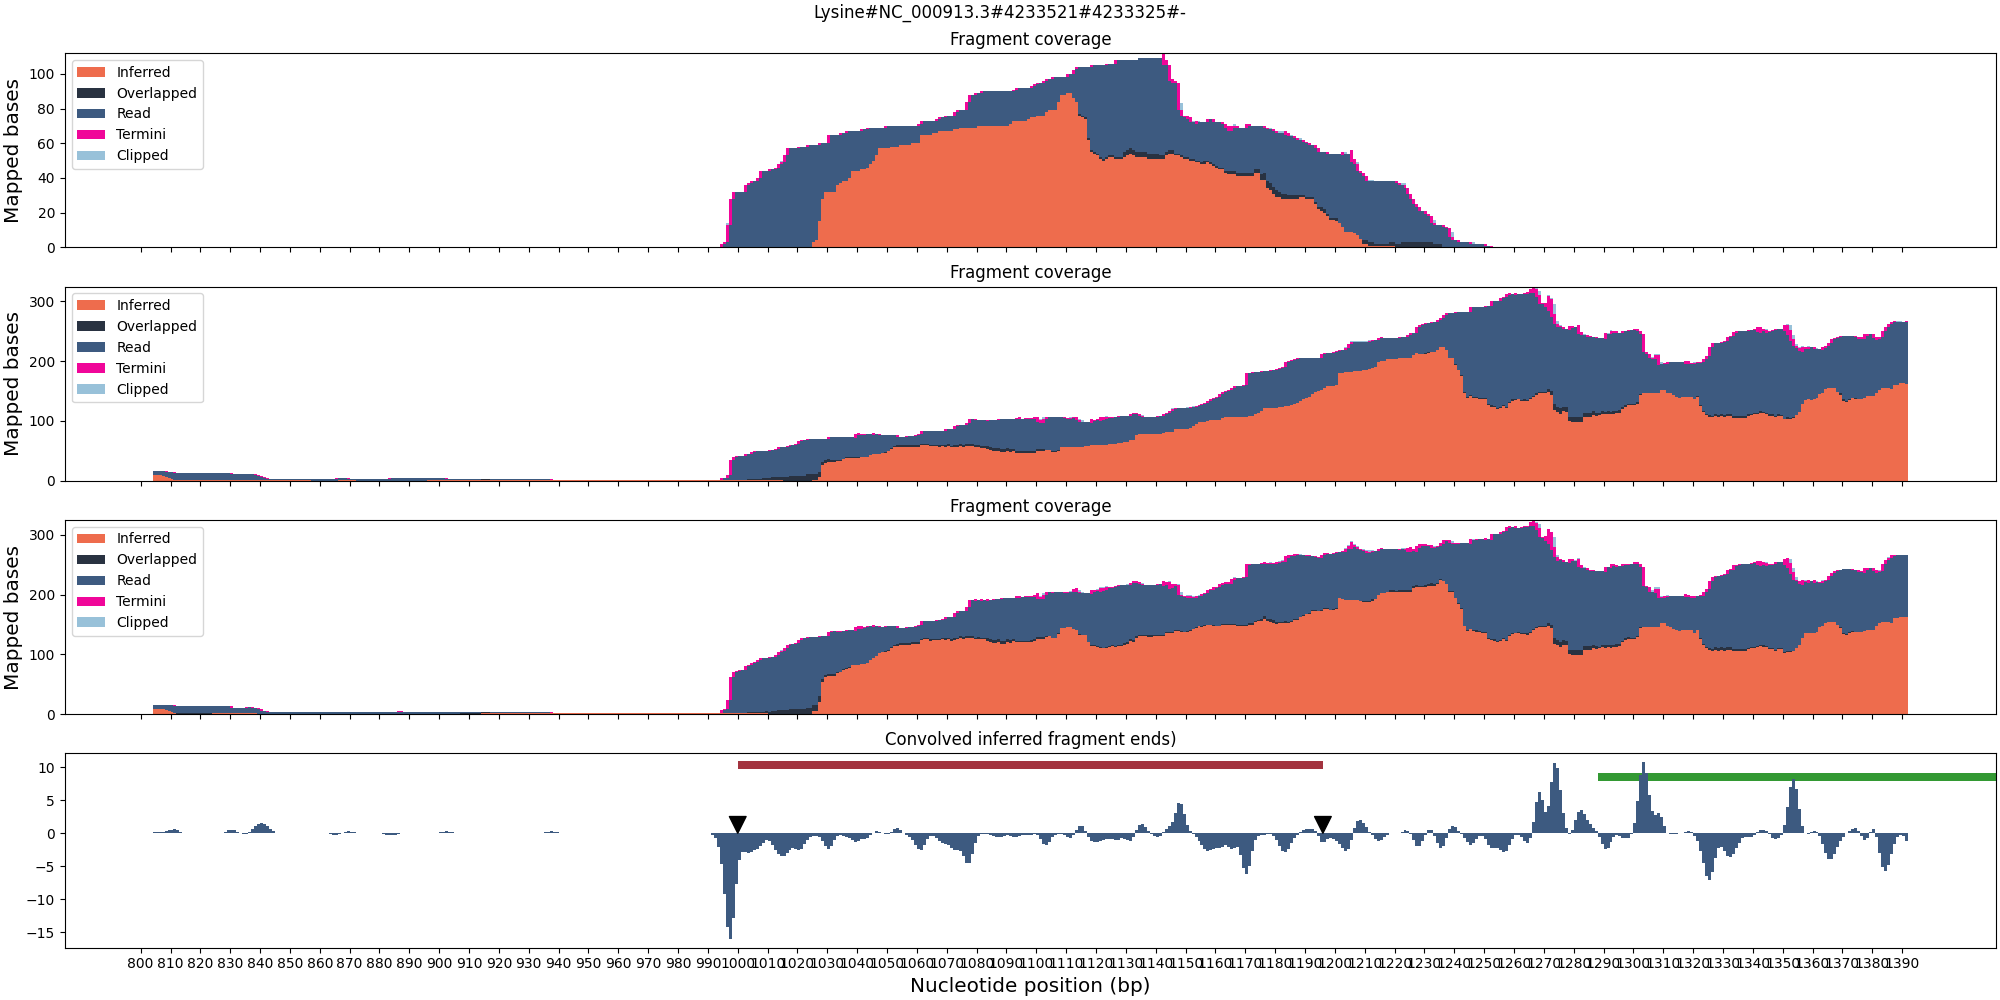 Lysine#NC_000913.3#4233521#4233325#-
Fragment coverage
Mapped bases
100
80
60
40
20
0
Inferred
Overlapped
Read
Termini
Clipped
Fragment coverage
Mapped bases
300
200
100
0
Inferred
Overlapped
Read
Termini
Clipped
Fragment coverage
Mapped bases
300
200
100
0
Inferred
Overlapped
Read
Termini
Clipped
Convolved inferred fragment ends)
10
5
0
−5
−10
−15
800 810 820 830 840 850 860 870 880 890 900 910 920 930 940 950 960 970 980 990 1000 1010 1020 1030 1040 1050 1060 1070 1080 1090 1100 1110 1120 1130 1140 1150 1160 1170 1180 1190 1200 1210 1220 1230 1240 1250 1260 1270 1280 1290 1300 1310 1320 1330 1340 1350 1360 1370 1380 1390
Nucleotide position (bp)